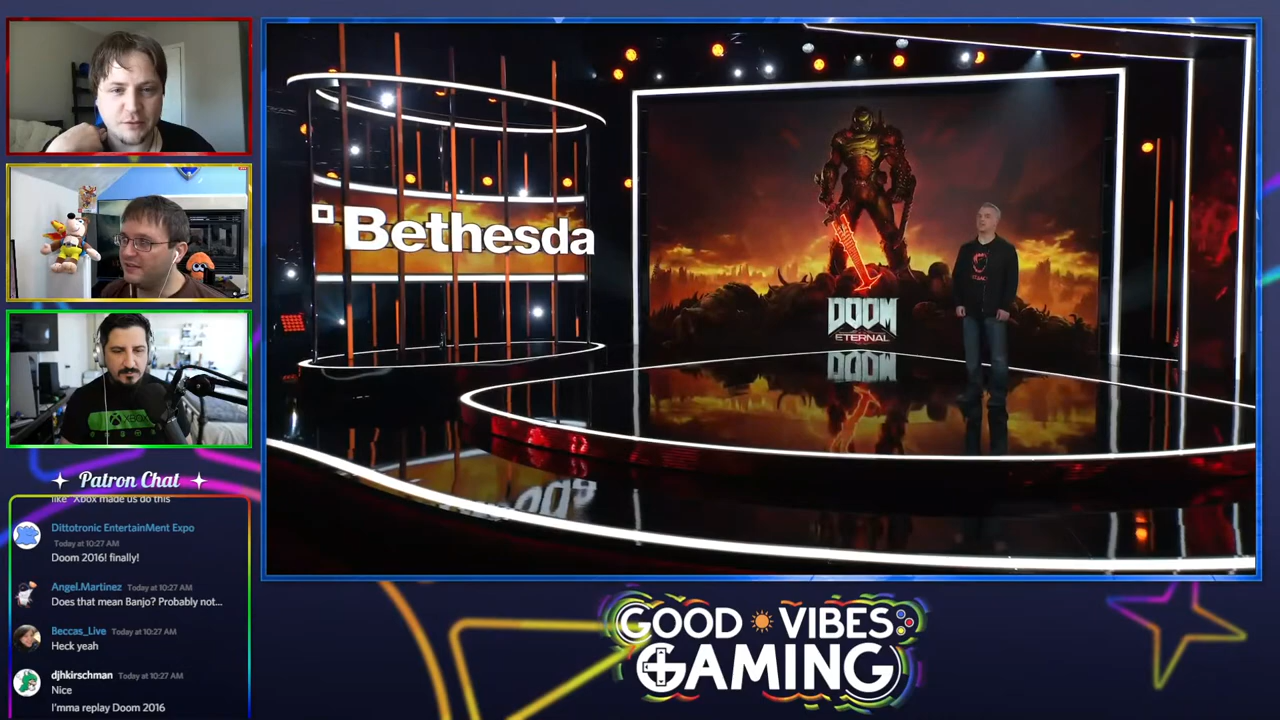 Bethesda
DOOM
ETERNAL
XBOX
Patron Chat
like "Xbox made us do this
Dittotronic EntertainMent Expo
Today at 10:27 AM
Doom 2016! finally!
Angel.Martinez Today at 10:27 AM
Does that mean Banjo? Probably not...
Beccas_Live Today at 10:27 AM
Heck yeah
djhkirschman Today at 10:27 AM
Nice
I'mma replay Doom 2016
GOOD VIBES
GAMING